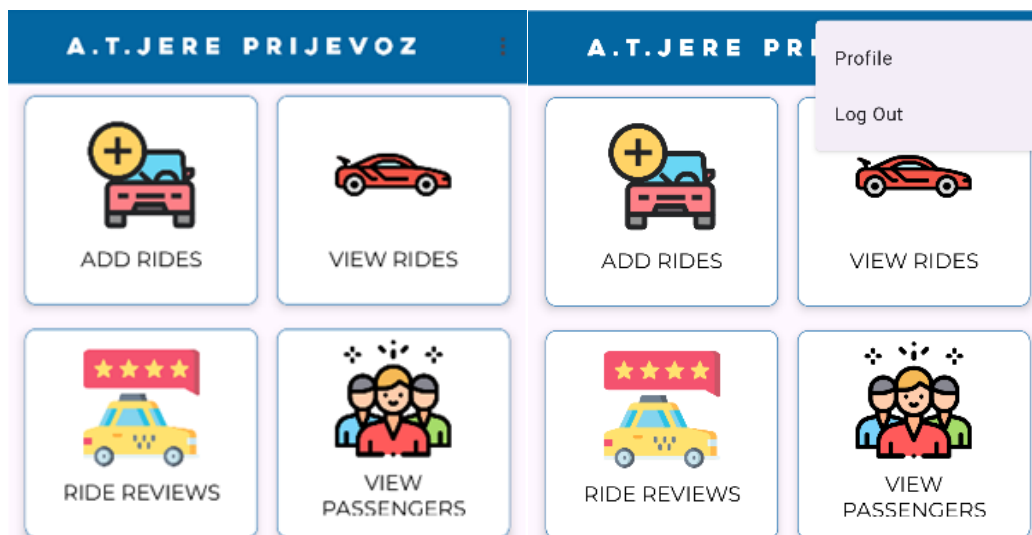 A.T.JERE PRIJEVOZ
ADD RIDES
VIEW RIDES
RIDE REVIEWS
VIEW
PASSENGERS
A.T.JERE PRI
Profile
Log Out
ADD RIDES
VIEW RIDES
RIDE REVIEWS
VIEW
PASSENGERS